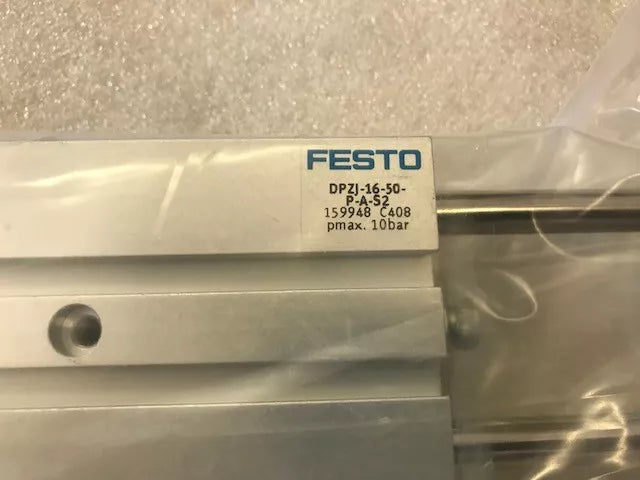 FESTO
DPZJ-16-50-
P-A-S2
159948 C408
pmax. 10bar